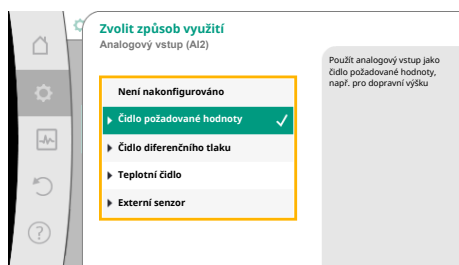 Zvolit způsob využití
Analogový vstup (AI2)
Není nakonfigurováno
Čidlo požadované hodnoty
Čidlo diferenčního tlaku
Teplotní čidlo
Externí senzor
Použít analogový vstup jako
čidlo požadované hodnoty,
např. pro dopravní výšku
?